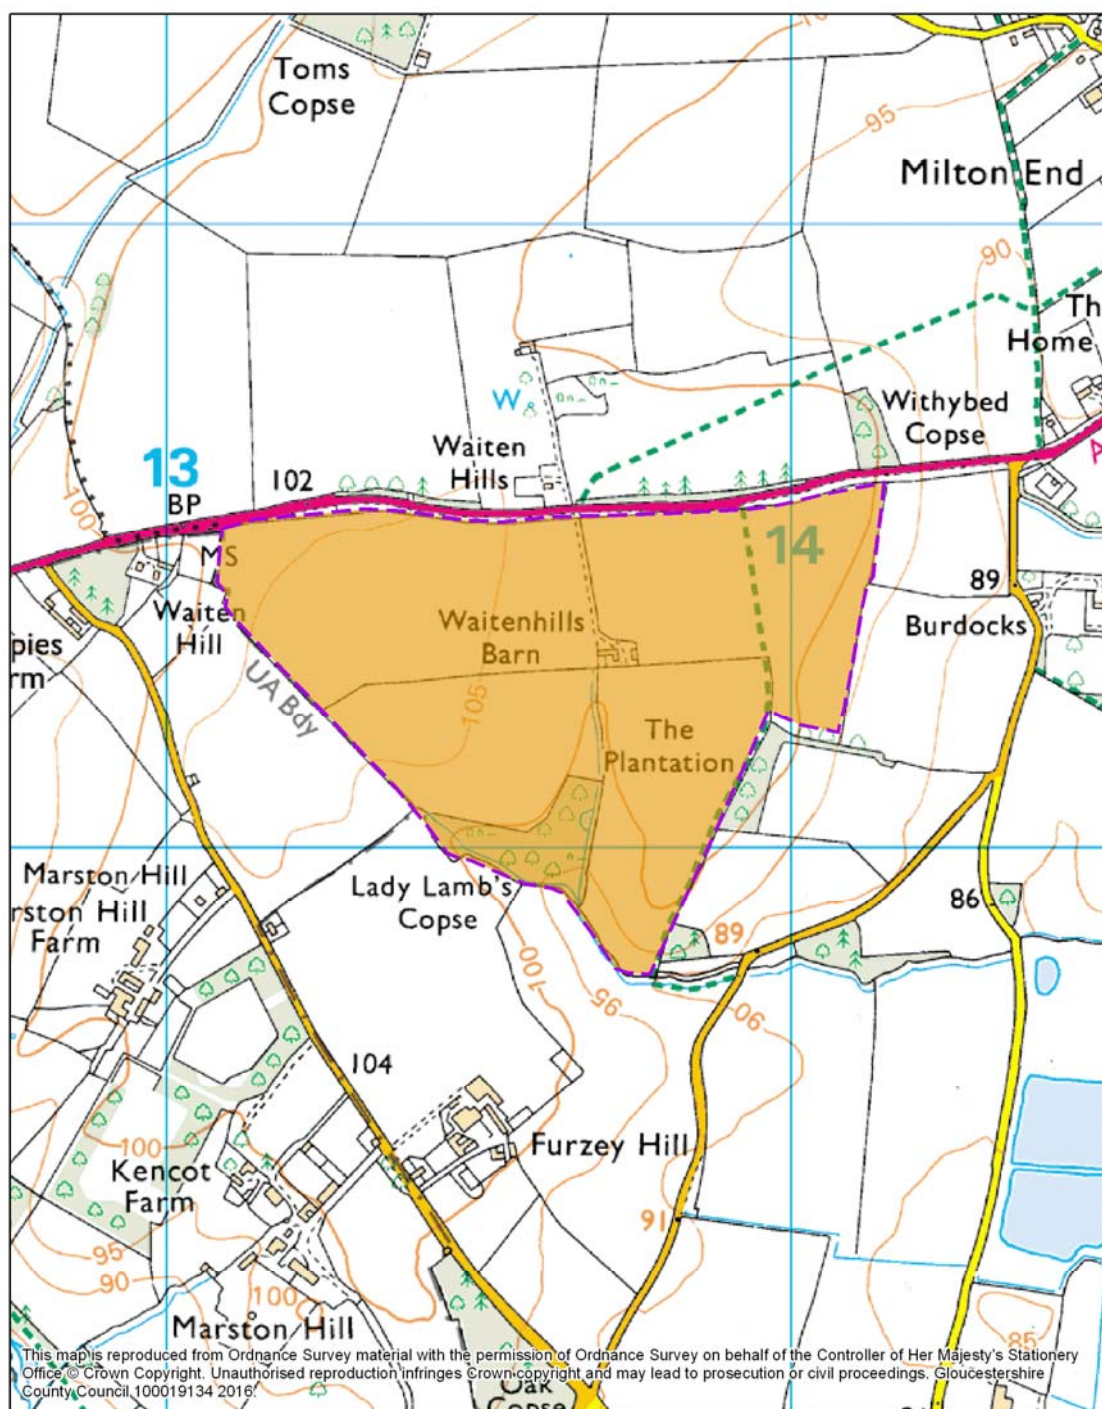 Toms
Copse
95
Milton End
90
Th
Home
W
Withybed
Copse
Waiten
Hills
13
102
100
BP
A
MS
14
89
Waiten
Hill
Waitenhills
Barn
Burdocks
pies
rm
UA Bdy
105
The
Plantation
Marston Hill
rston Hill
Farm
Lady Lamb's
Copse
86
89
100
95
90
104
100
Furzey Hill
Kencot
Farm
91
95
90
100
Marston Hill
85
This map is reproduced from Ordnance Survey material with the permission of Ordnance Survey on behalf of the Controller of Her Majesty's Stationery
Office © Crown Copyright. Unauthorised reproduction infringes Crown copyright and may lead to prosecution or civil proceedings. Gloucestershire
County Council 100019134 2016.
Oak
Copse